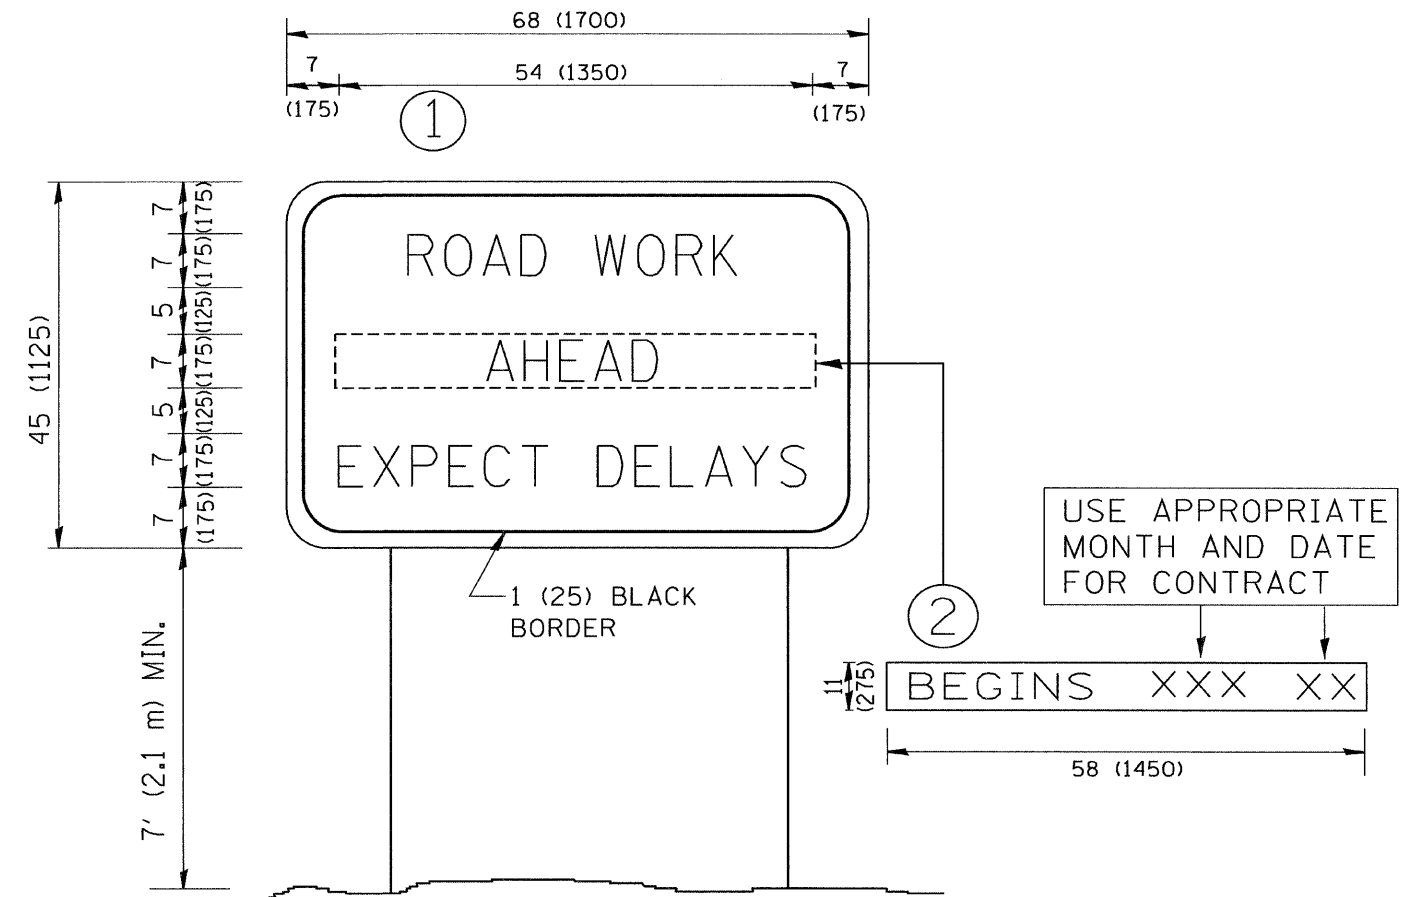 68 (1700)
7 54 (1350) 7
(175) (175)
1
ROAD WORK
AHEAD
EXPECT DELAYS
45 (1125)
7 (175)
7 (175)
5 (125)
7 (175)
5 (125)
7 (175)
7 (175)
7' (2.1 m) MIN.
1 (25) BLACK
BORDER
2
USE APPROPRIATE
MONTH AND DATE
FOR CONTRACT
11
(275)
BEGINS XXX XX
58 (1450)